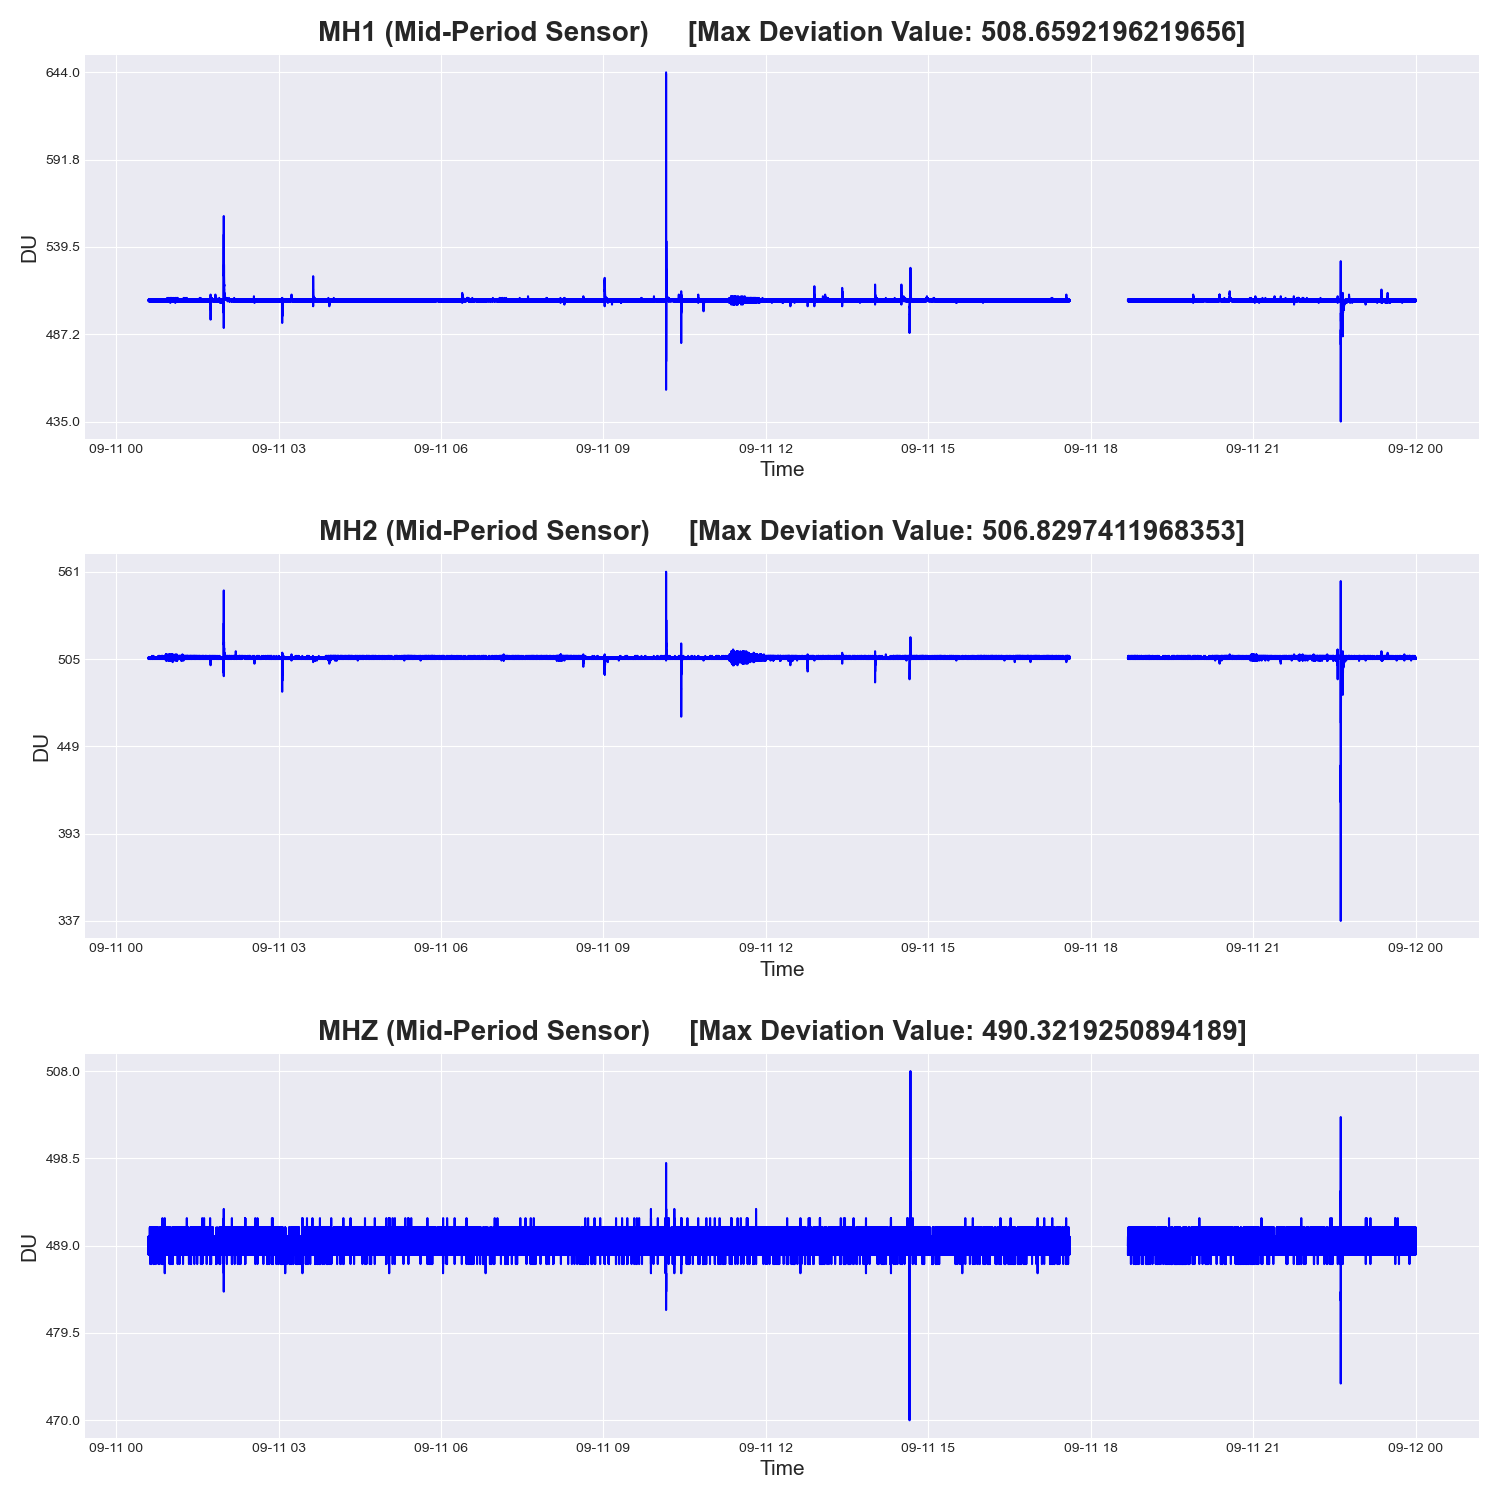 MH1 (Mid-Period Sensor) [Max Deviation Value: 508.6592196219656]
644.0
591.8
539.5
487.2
435.0
DU
09-11 00 09-11 03 09-11 06 09-11 09 09-11 12 09-11 15 09-11 18 09-11 21 09-12 00
Time
MH2 (Mid-Period Sensor) [Max Deviation Value: 506.8297411968353]
561
505
449
393
337
DU
09-11 00 09-11 03 09-11 06 09-11 09 09-11 12 09-11 15 09-11 18 09-11 21 09-12 00
Time
MHZ (Mid-Period Sensor) [Max Deviation Value: 490.3219250894189]
508.0
498.5
489.0
479.5
470.0
DU
09-11 00 09-11 03 09-11 06 09-11 09 09-11 12 09-11 15 09-11 18 09-11 21 09-12 00
Time